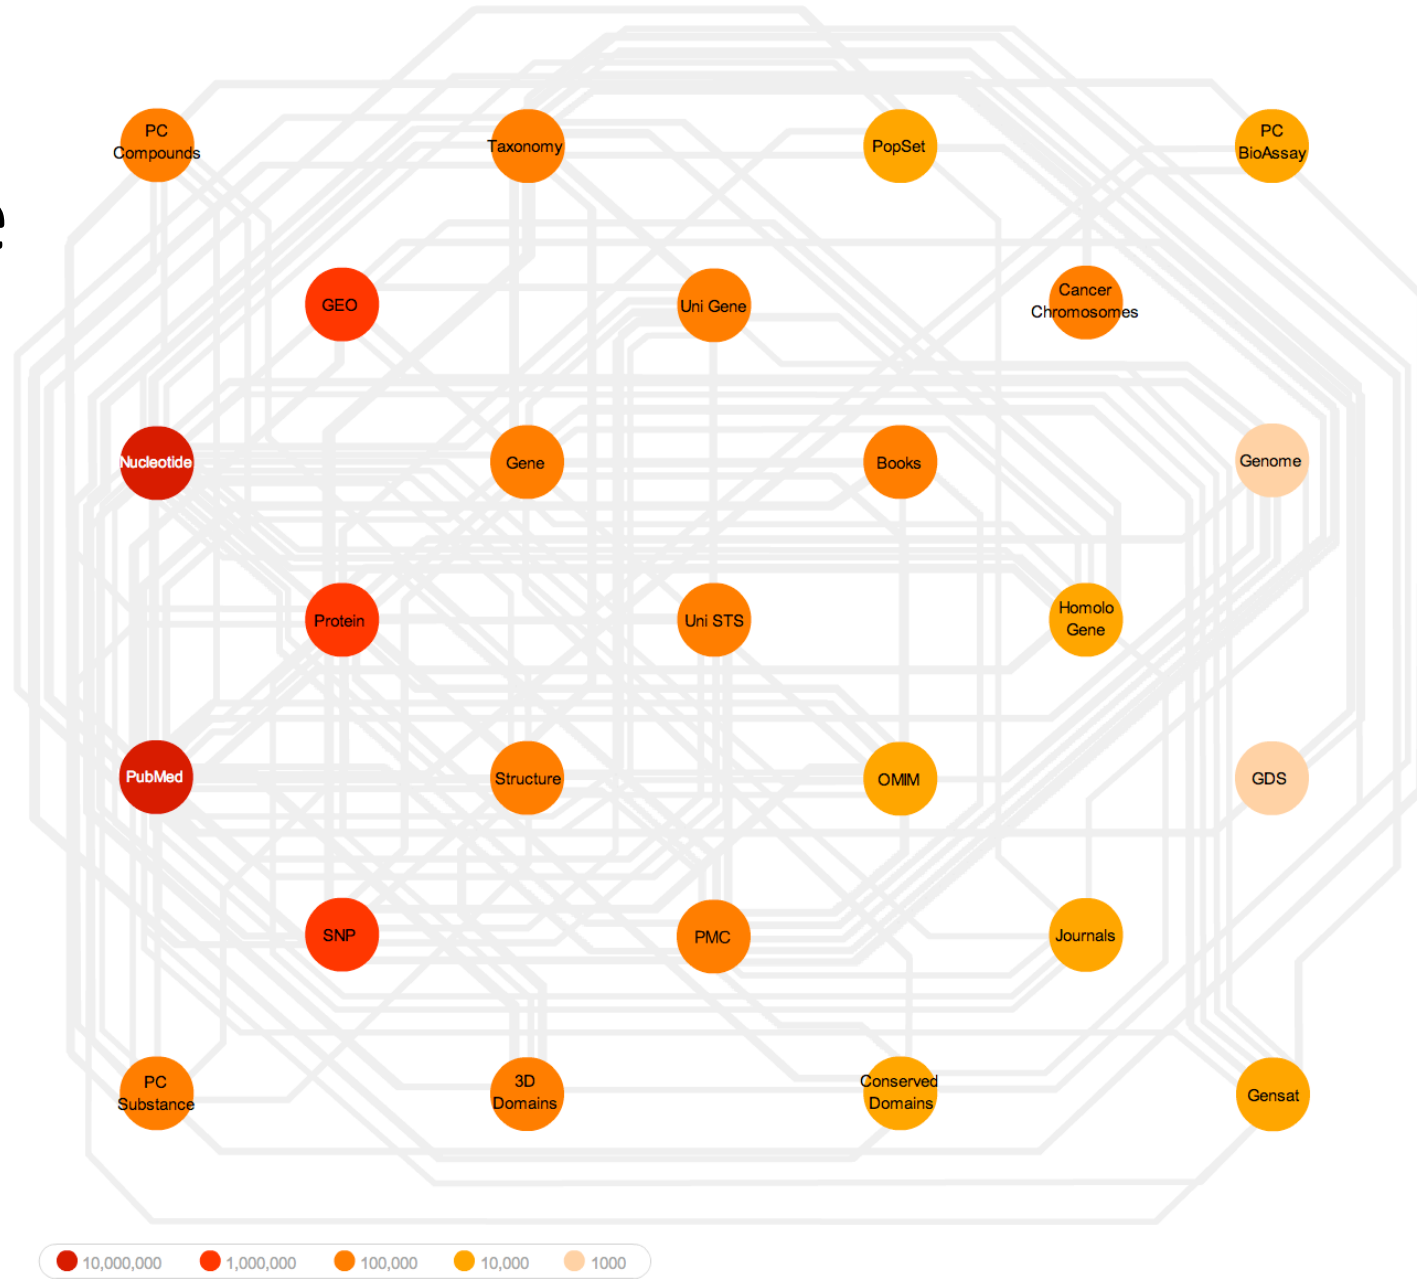 PC
Compounds
Taxonomy
PopSet
PC
BioAssay
e
GEO
Uni Gene
Cancer
Chromosomes
Nucleotide
Gene
Books
Genome
Protein
Uni STS
Homolo
Gene
PubMed
Structure
OMIM
GDS
SNP
PMC
Journals
PC
Substance
3D
Domains
Conserved
Domains
Gensat
10,000,000
1,000,000
100,000
10,000
1000